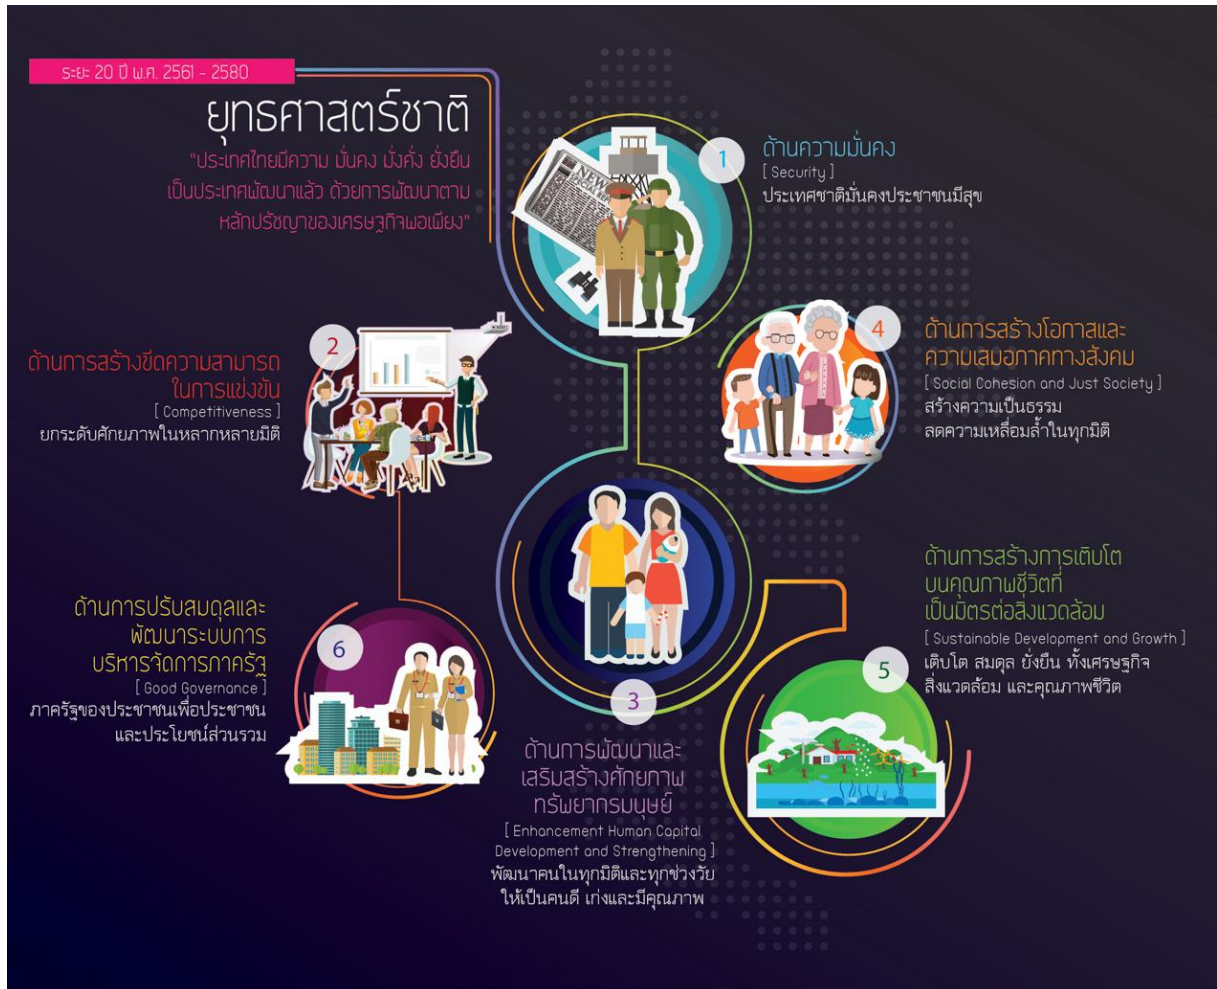 ระยะ 20 ปี พ.ศ. 2561 - 2580
ยุทธศาสตร์ชาติ
"ประเทศไทยมีความ มั่นคง มั่งคั่ง ยั่งยืน
เป็นประเทศพัฒนาแล้ว ด้วยการพัฒนาตาม
หลักปรัชญาของเศรษฐกิจพอเพียง"
1
ด้านความมั่นคง
[ Security ]
ประเทศชาติมั่นคงประชาชนมีสุข
NEWS
2
ด้านการสร้างขีดความสามารถ
ในการแข่งขัน
[ Competitiveness ]
ยกระดับศักยภาพในหลากหลายมิติ
3
ด้านการพัฒนาและ
เสริมสร้างศักยภาพ
ทรัพยากรมนุษย์
[ Enhancement Human Capital
Development and Strengthening ]
พัฒนาคนในทุกมิติและทุกช่วงวัย
ให้เป็นคนดี เก่งและมีคุณภาพ
4
ด้านการสร้างโอกาสและ
ความเสมอภาคทางสังคม
[ Social Cohesion and Just Society ]
สร้างความเป็นธรรม
ลดความเหลื่อมล้ำในทุกมิติ
5
ด้านการสร้างการเติบโต
บนคุณภาพชีวิตที่
เป็นมิตรต่อสิ่งแวดล้อม
[ Sustainable Development and Growth ]
เติบโต สมดุล ยั่งยืน ทั้งเศรษฐกิจ
สิ่งแวดล้อม และคุณภาพชีวิต
6
ด้านการปรับสมดุลและ
พัฒนาระบบการ
บริหารจัดการภาครัฐ
[ Good Governance ]
ภาครัฐของประชาชนเพื่อประชาชน
และประโยชน์ส่วนรวม